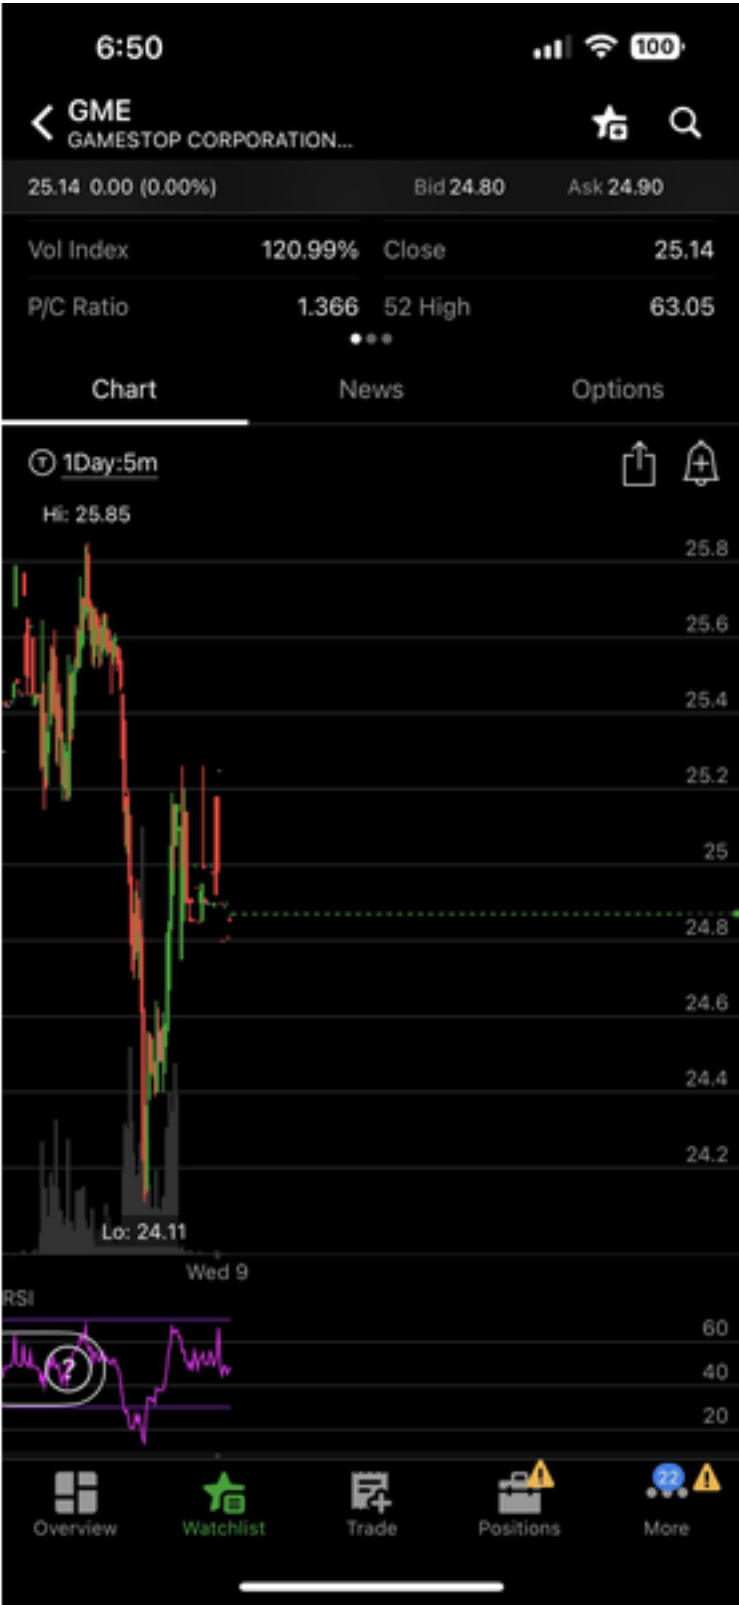 6:50 100
GME
GAMESTOP CORPORATION...
25.14 0.00 (0.00%) Bid 24.80 Ask 24.90
Vol Index 120.99% Close 25.14
P/C Ratio 1.366 52 High 63.05
Chart News Options
T 1Day:5m
Hi: 25.85
25.8
25.6
25.4
25.2
25
24.8
24.6
24.4
24.2
Lo: 24.11
Wed 9
RSI
60
?
40
20
22
Overview Watchlist Trade Positions More